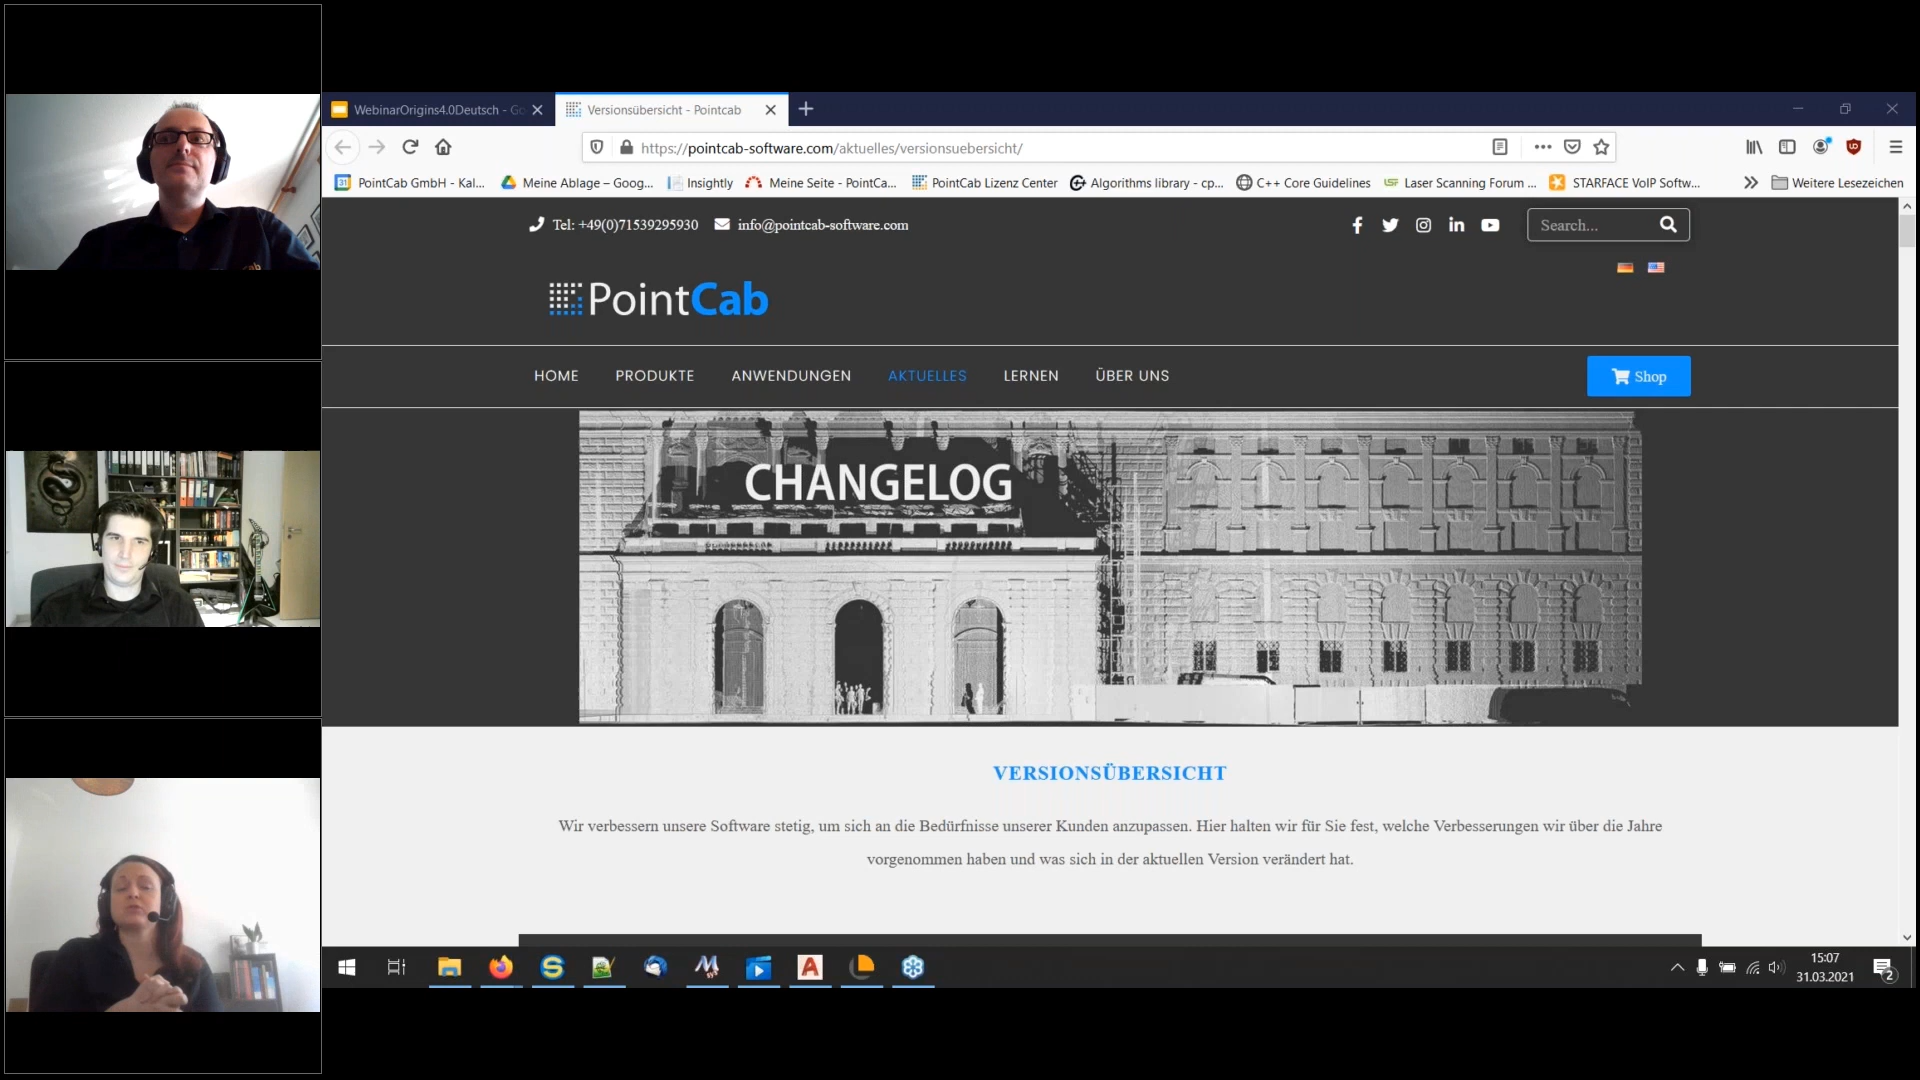 WebinarOrigins4.0Deutsch - Go
Versionsübersicht - Pointcab
https://pointcab-software.com/aktuelles/versionsuebersicht/
PointCab GmbH - Kal...
Meine Ablage – Goog...
Insightly
Meine Seite - PointCa...
PointCab Lizenz Center
Algorithms library - cp...
C++ Core Guidelines
Laser Scanning Forum ...
STARFACE VoIP Softw...
Weitere Lesezeichen
Tel: +49(0)71539295930
info@pointcab-software.com
Search...
PointCab
HOME
PRODUKTE
ANWENDUNGEN
AKTUELLES
LERNEN
ÜBER UNS
Shop
CHANGELOG
VERSIONSÜBERSICHT
Wir verbessern unsere Software stetig, um sich an die Bedürfnisse unserer Kunden anzupassen. Hier halten wir für Sie fest, welche Verbesserungen wir über die Jahre
vorgenommen haben und was sich in der aktuellen Version verändert hat.
15:07
31.03.2021
2